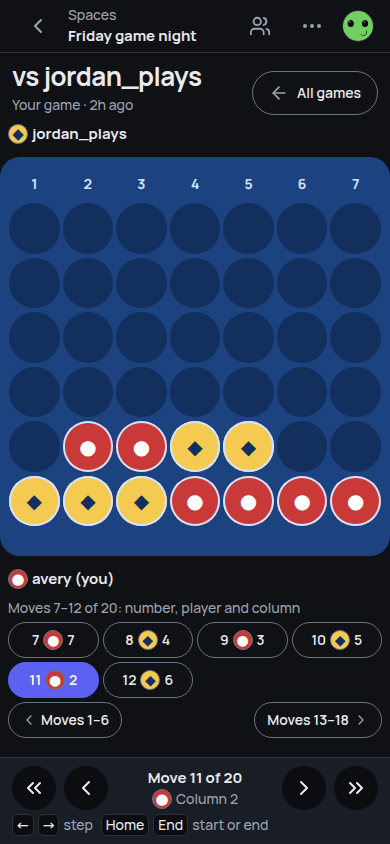 Spaces
Friday game night
vs jordan_plays
Your game · 2h ago
All games
jordan_plays
1 2 3 4 5 6 7
avery (you)
Moves 7–12 of 20: number, player and column
7 7 8 4 9 3 10 5
11 2 12 6
Moves 1–6 Moves 13–18
Move 11 of 20
Column 2
← → step Home End start or end